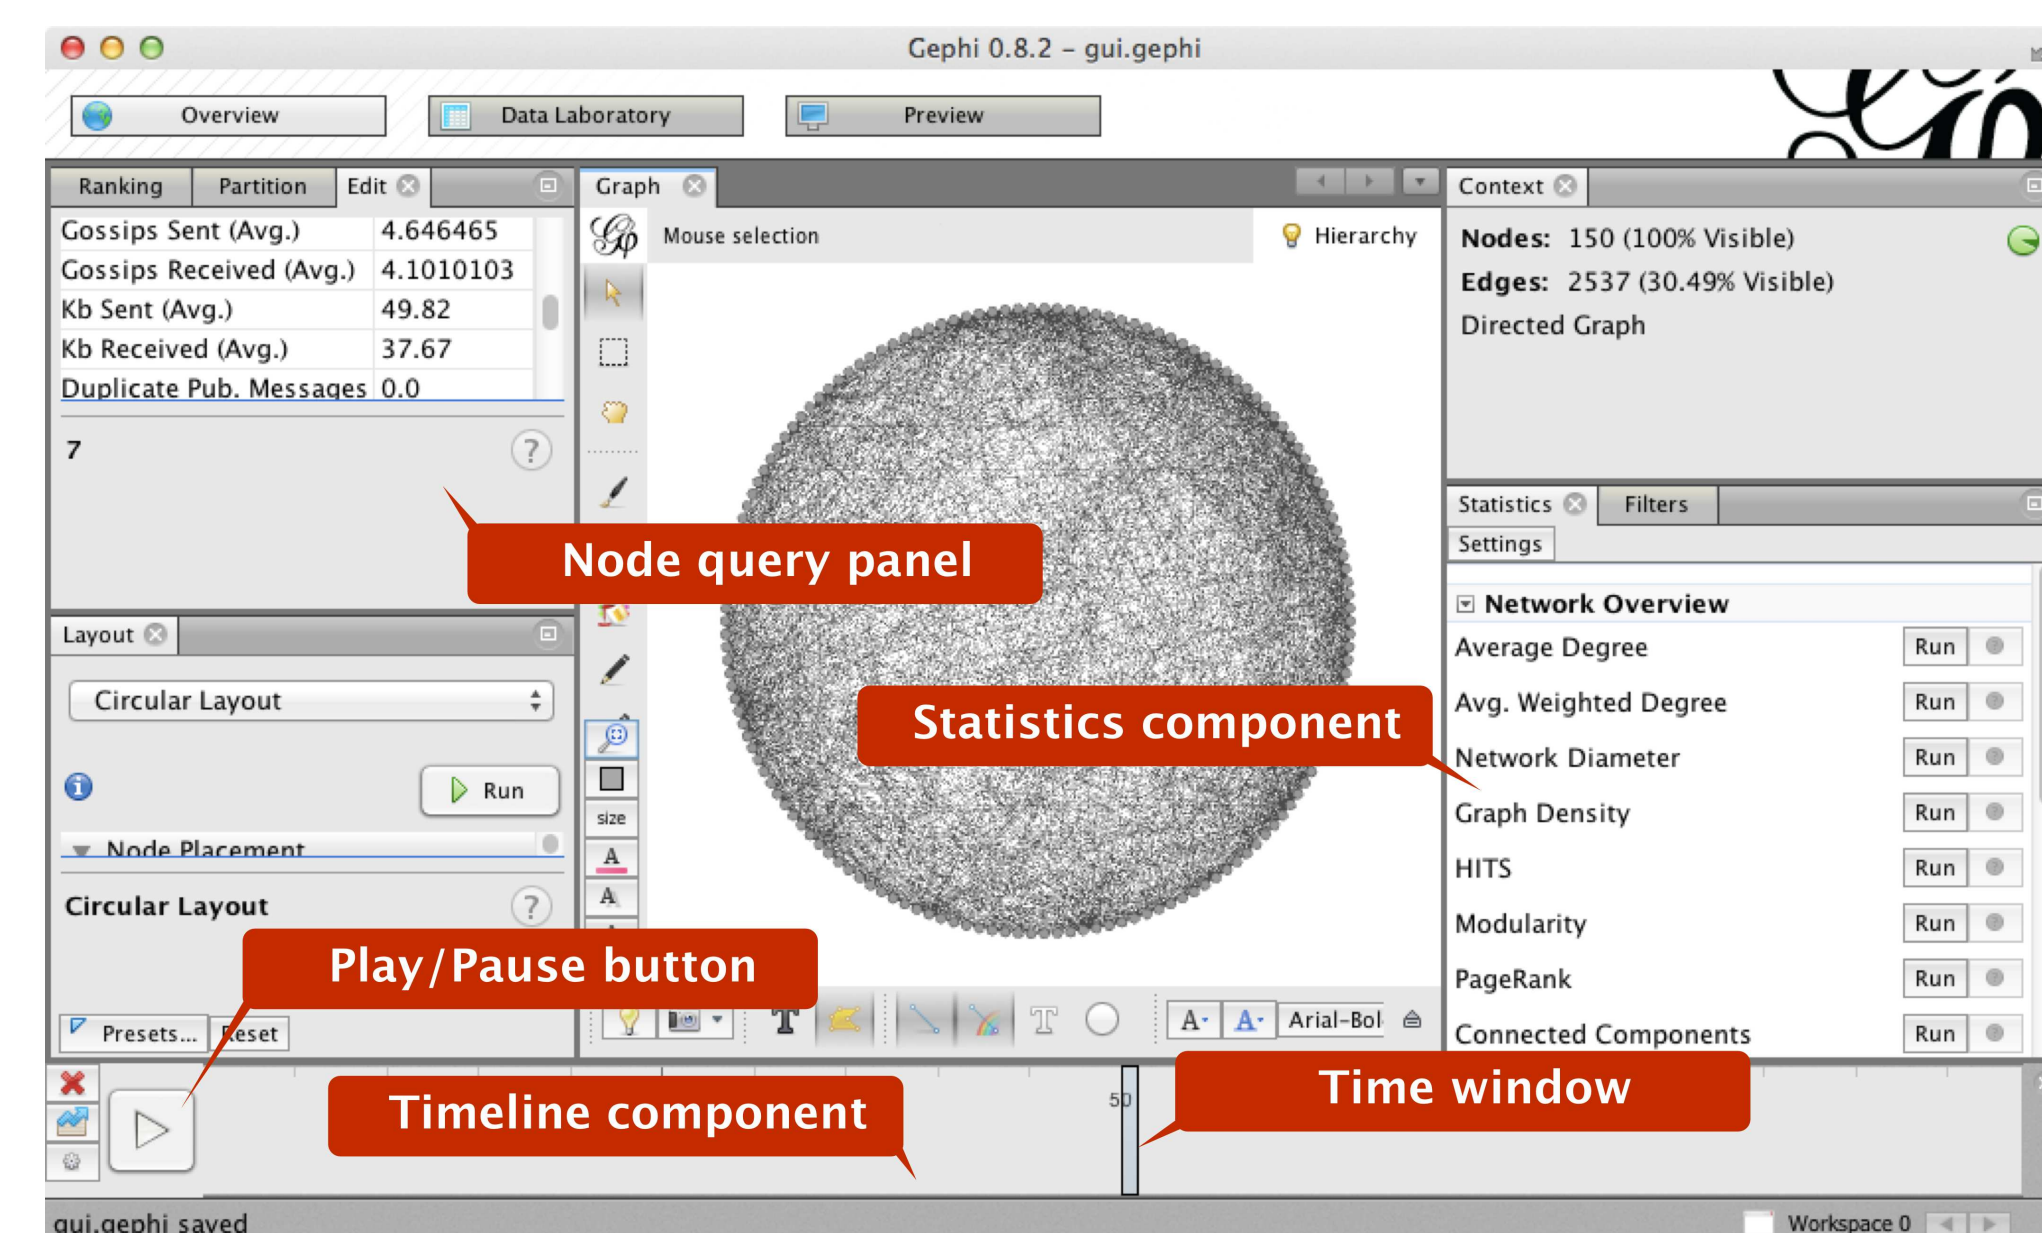 Gephi 0.8.2 – gui.gephi
Overview
Data Laboratory
Preview
Ranking
Partition
Edit
Graph
Context
Gossips Sent (Avg.) 4.646465
Gossips Received (Avg.) 4.1010103
Kb Sent (Avg.) 49.82
Kb Received (Avg.) 37.67
Duplicate Pub. Messages 0.0
7
?
Mouse selection
Hierarchy
Nodes: 150 (100% Visible)
Edges: 2537 (30.49% Visible)
Directed Graph
Node query panel
Statistics
Filters
Settings
Network Overview
Average Degree Run
Avg. Weighted Degree Run
Network Diameter Run
Graph Density Run
HITS Run
Modularity Run
PageRank Run
Connected Components Run
Layout
Circular Layout
Run
Node Placement
Circular Layout
?
size
A
A
Statistics component
Play/Pause button
Presets...
Reset
T
T
A
A
Arial-Bol
Timeline component
50
Time window
gui.gephi saved
Workspace 0